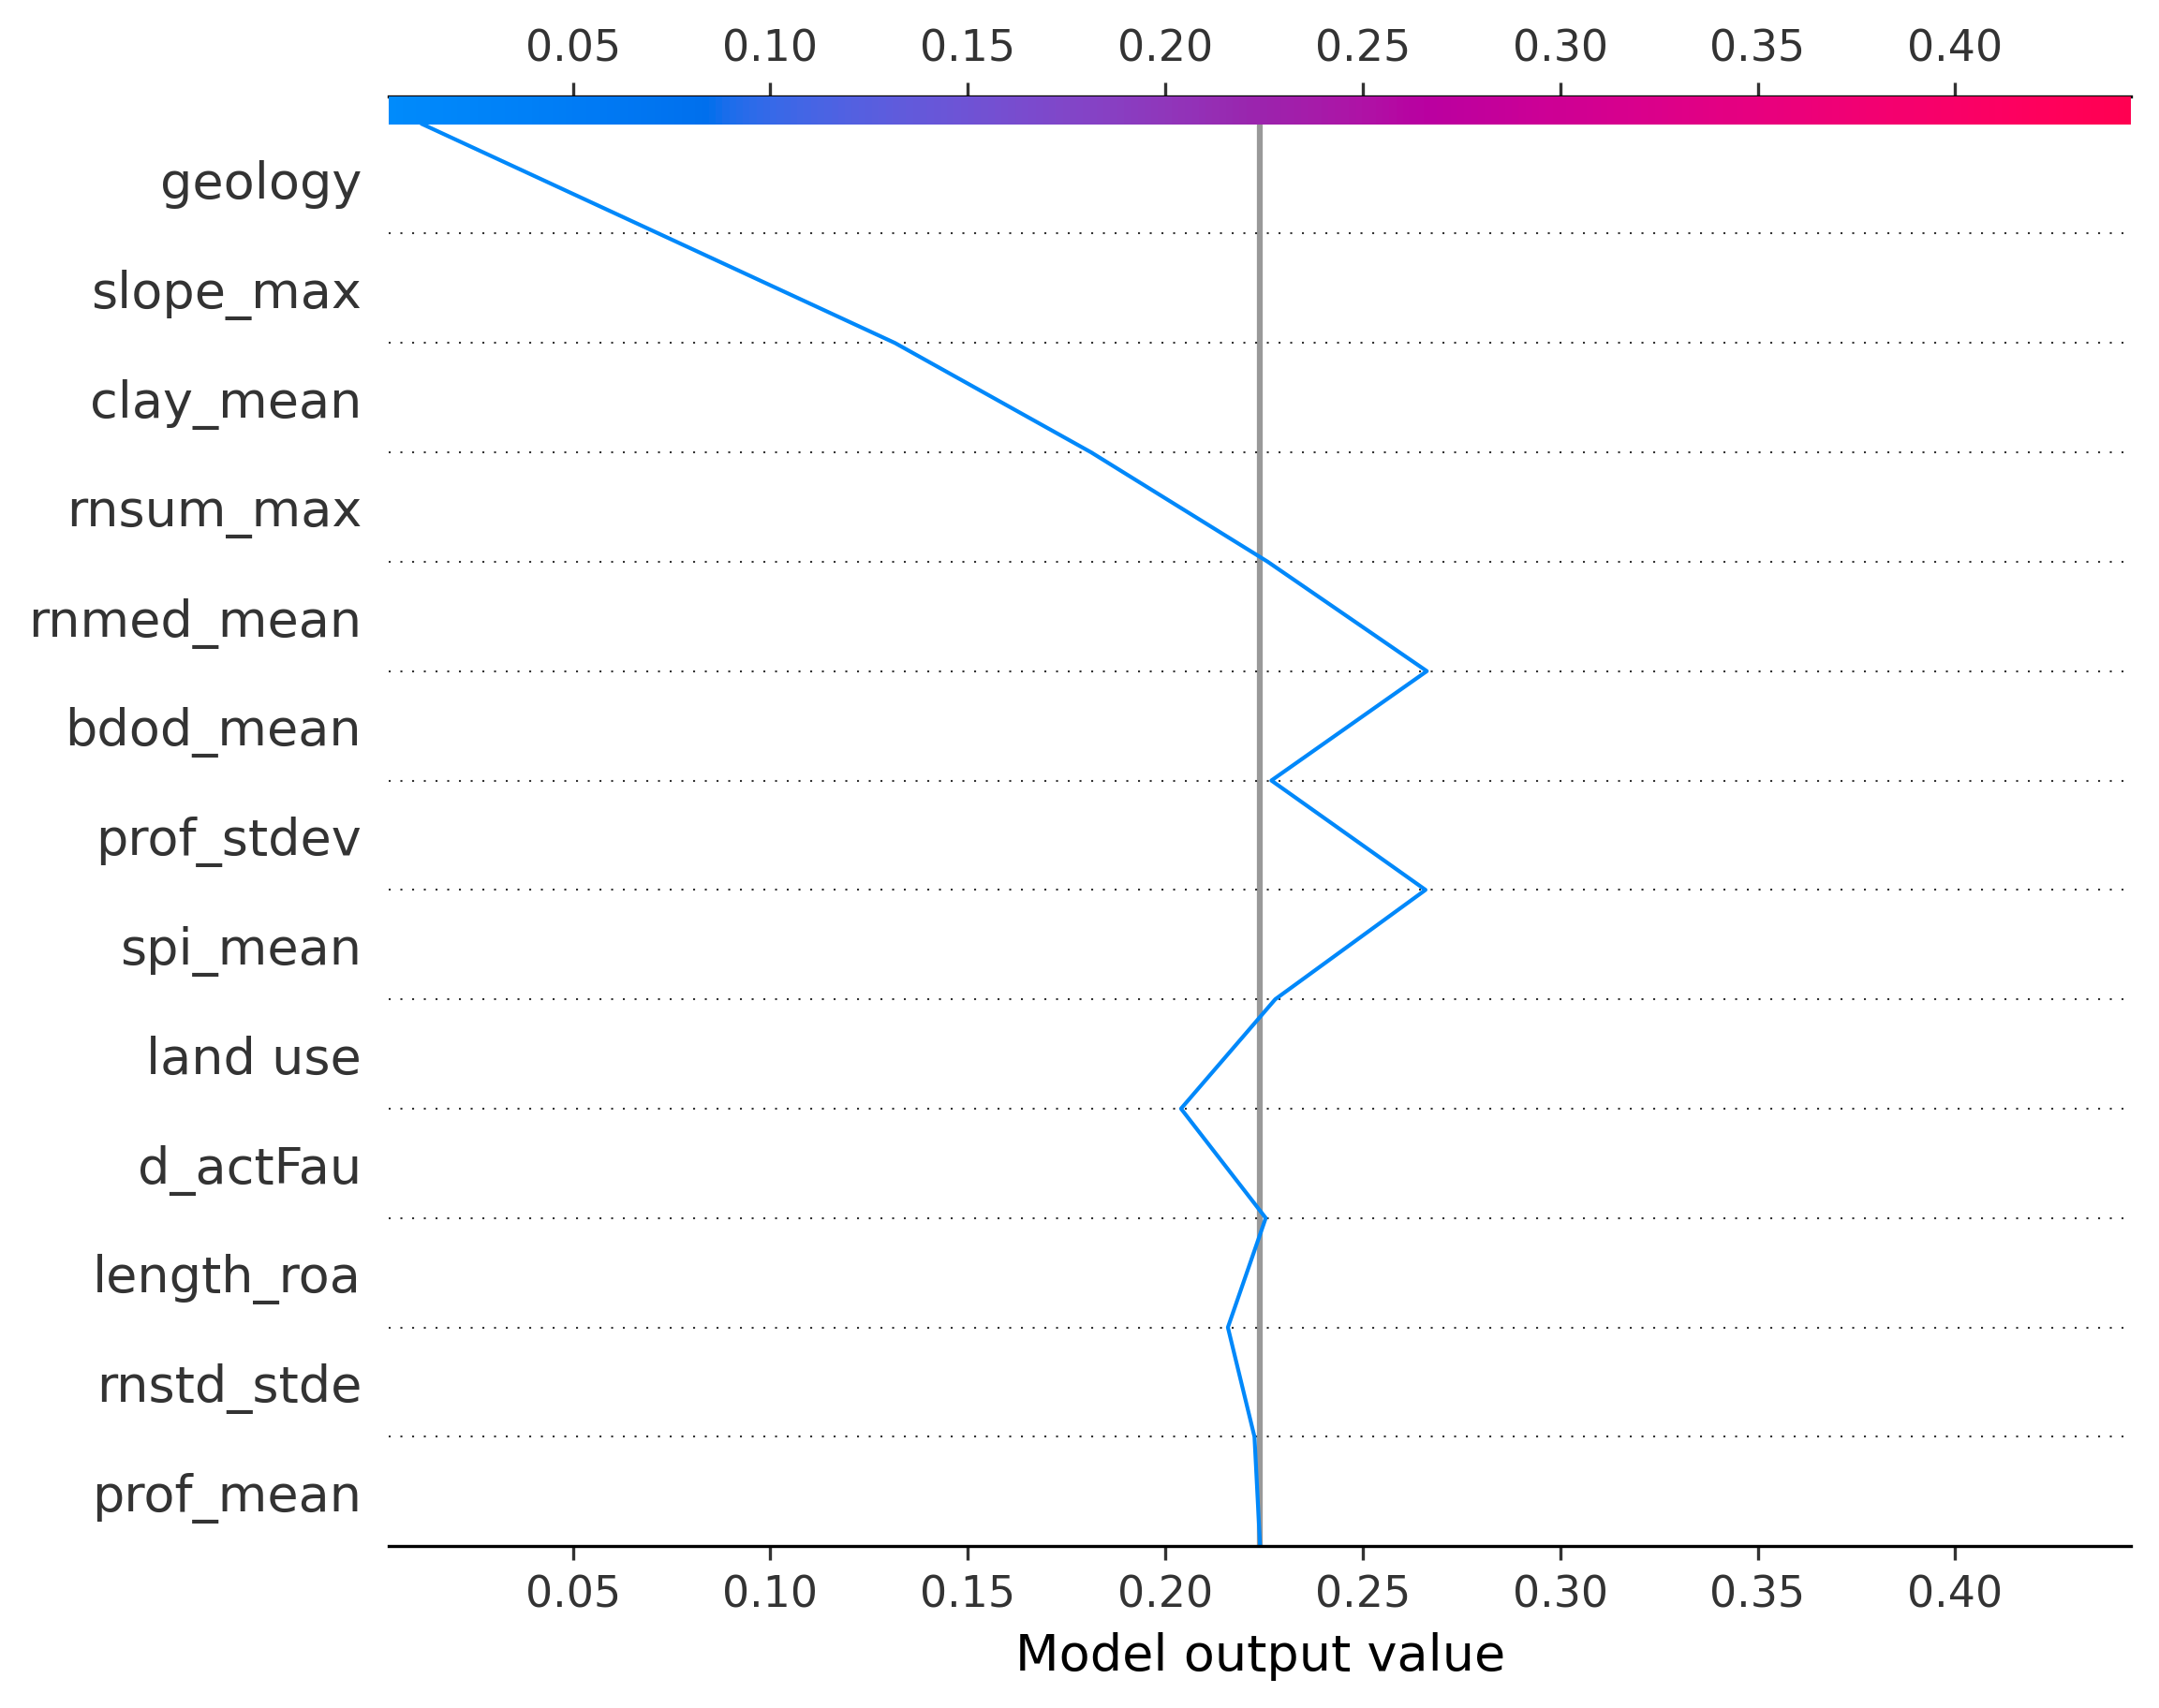 0.05 0.10 0.15 0.20 0.25 0.30 0.35 0.40
geology
slope_max
clay_mean
rnsum_max
rnmed_mean
bdod_mean
prof_stdev
spi_mean
land use
d_actFau
length_roa
rnstd_stde
prof_mean
0.05 0.10 0.15 0.20 0.25 0.30 0.35 0.40
Model output value